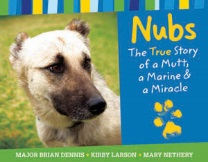 Nubs
The True Story
of a Mutt,
a Marine &
a Miracle
MAJOR BRIAN DENNIS • KIRBY LARSON • MARY NETHERY